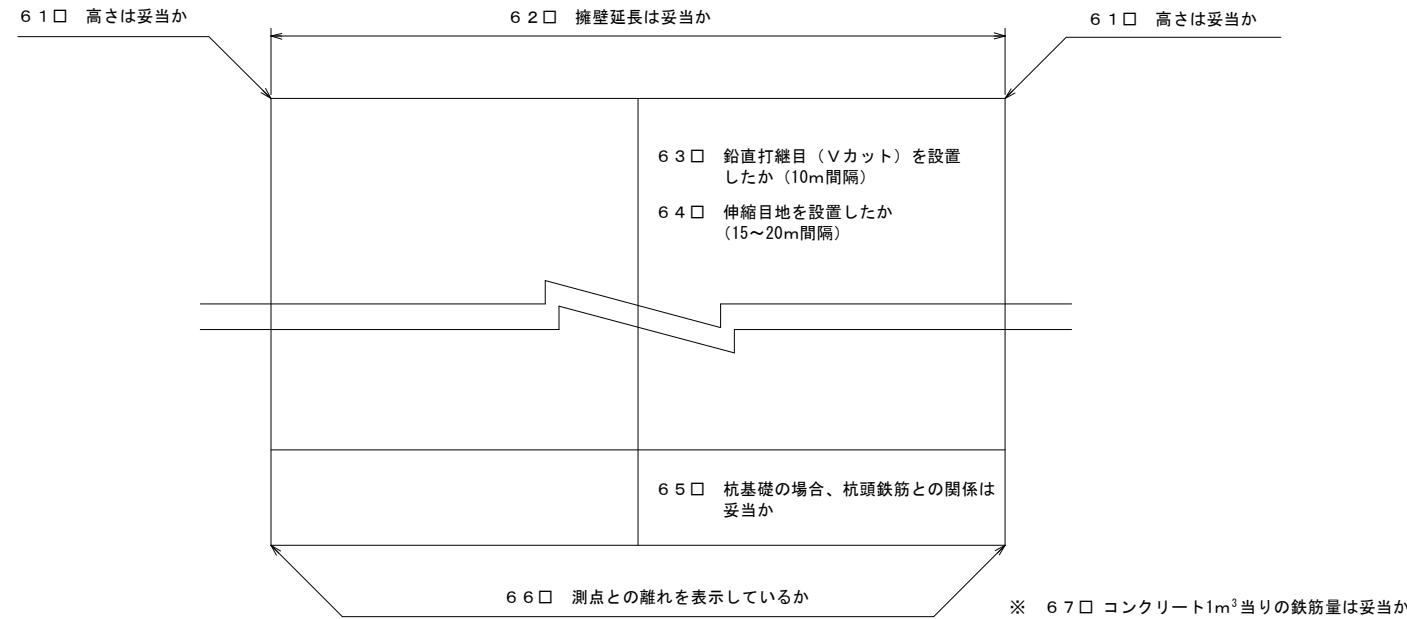 ６１□　高さは妥当か
６２□　擁壁延長は妥当か
６１□　高さは妥当か
６３□　鉛直打継目（Ｖカット）を設置
したか（10ｍ間隔）
６４□　伸縮目地を設置したか
（15～20ｍ間隔）
６５□　杭基礎の場合、杭頭鉄筋との関係は
妥当か
６６□　測点との離れを表示しているか
※　６７□ コンクリート1ｍ³当りの鉄筋量は妥当か